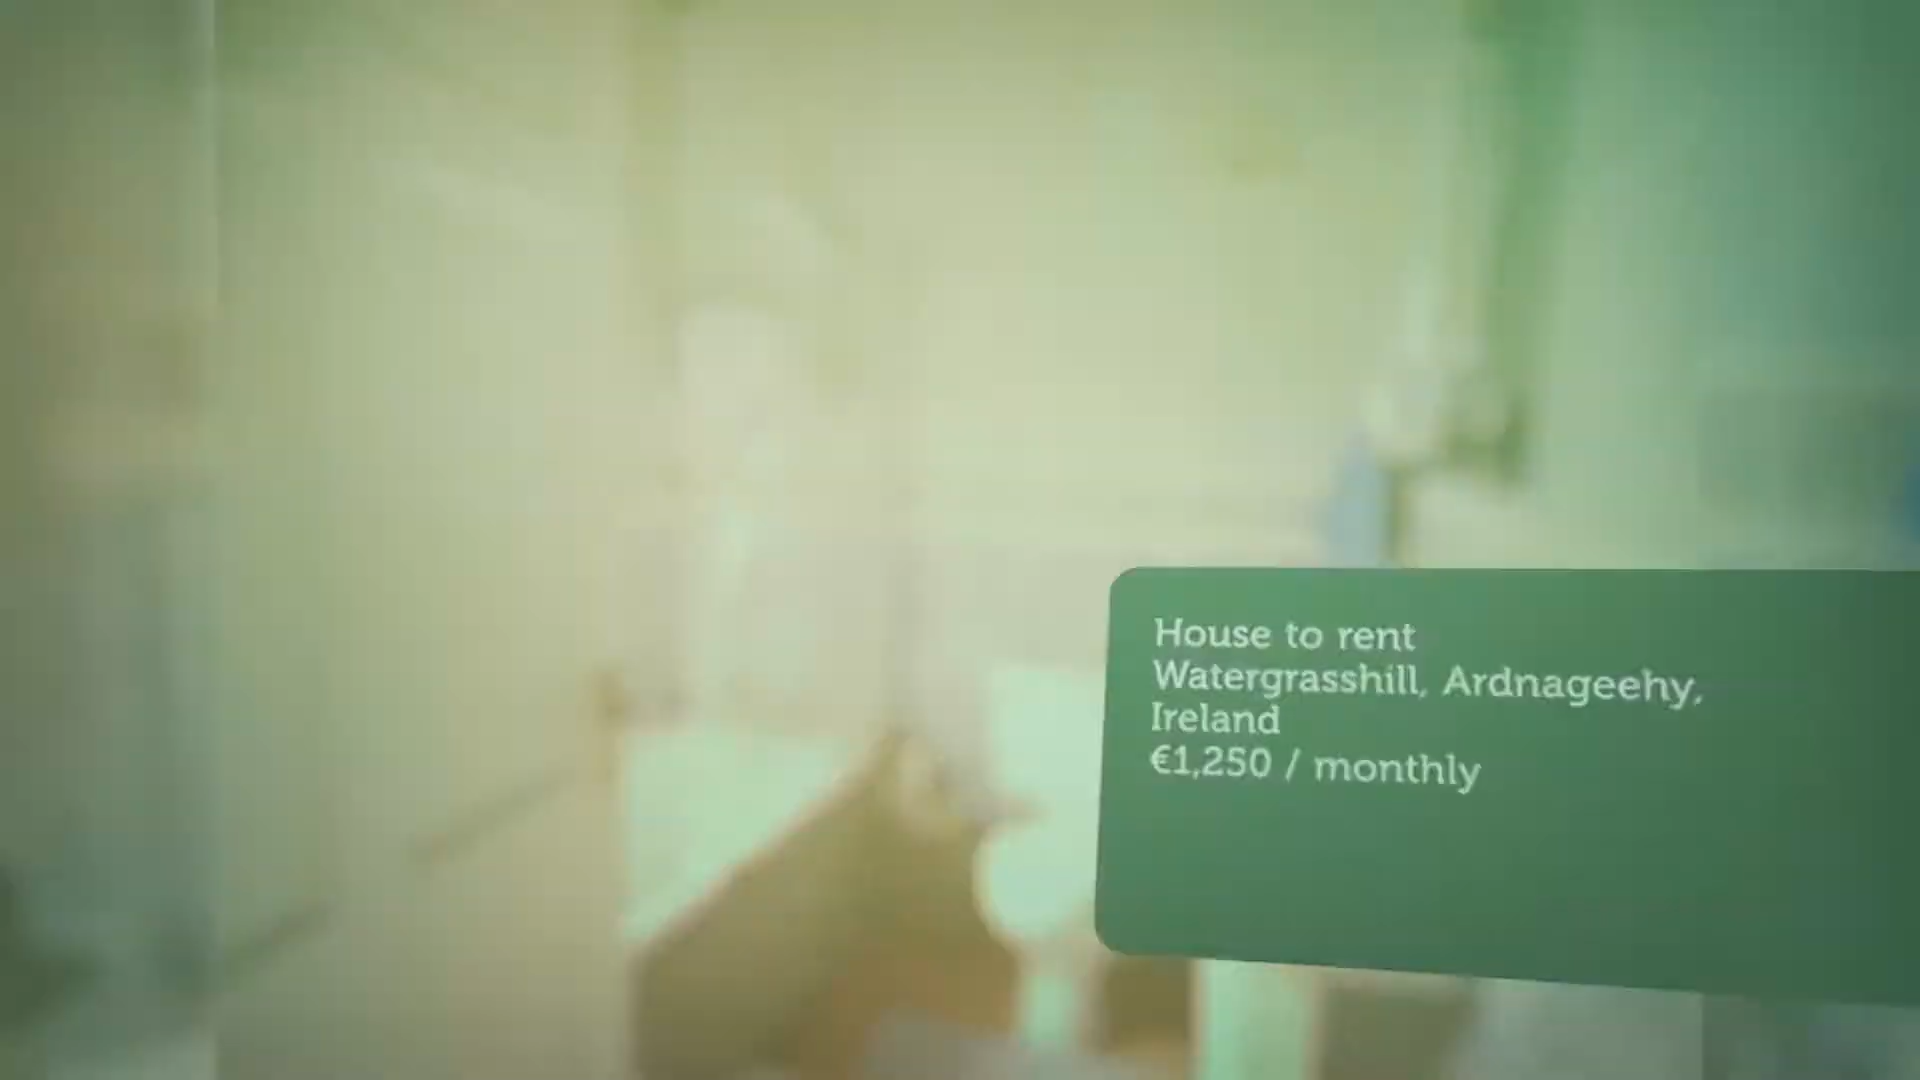 House to rent
Watergrasshill, Ardnageehy,
Ireland
€1,250 / monthly